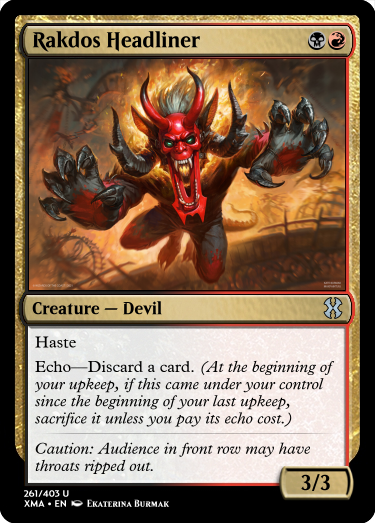 Rakdos Headliner
Creature — Devil
Haste
Echo—Discard a card. (At the beginning of
your upkeep, if this came under your control
since the beginning of your last upkeep,
sacrifice it unless you pay its echo cost.)
Caution: Audience in front row may have
throats ripped out.
3/3
261/403 U
XMA • EN Ekaterina Burmak